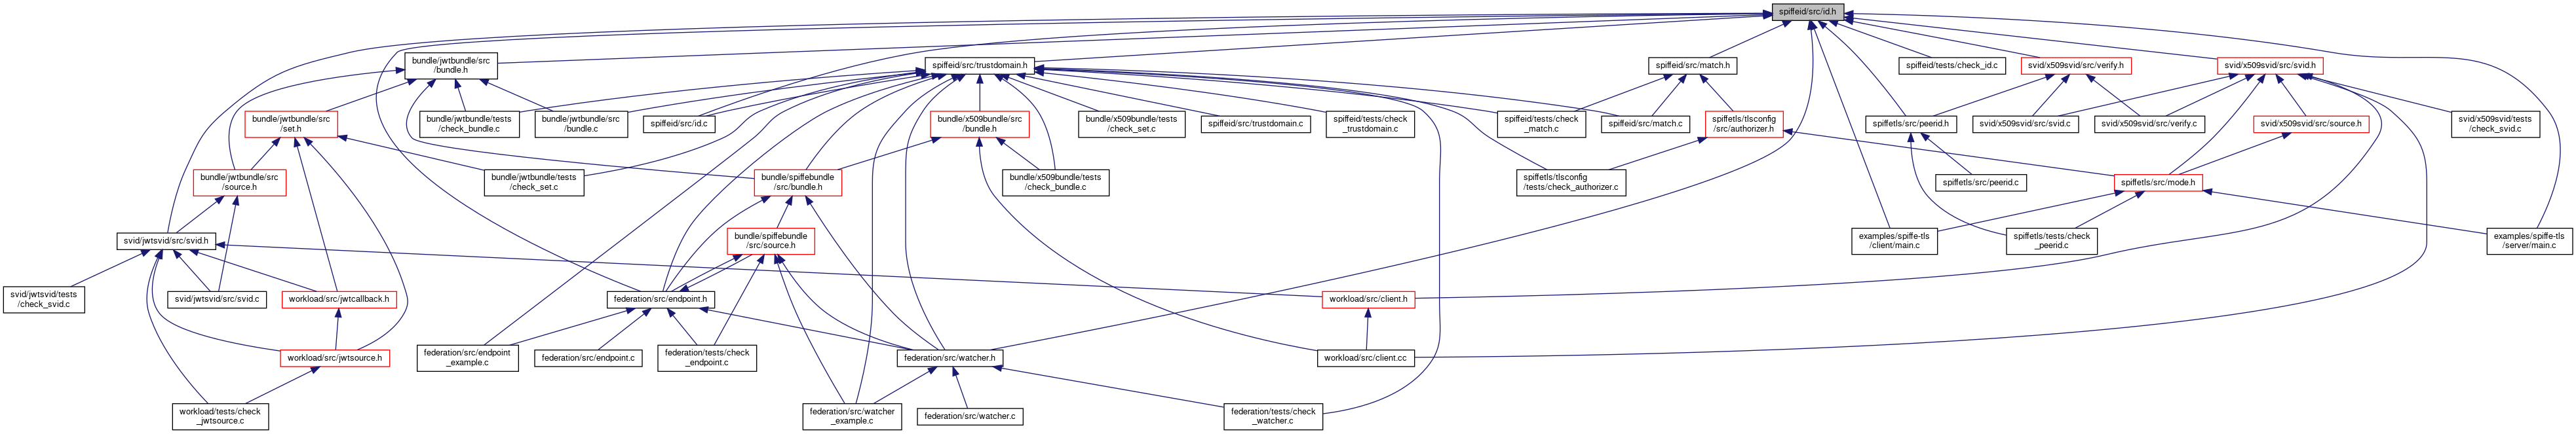 spiffeid/src/id.h
bundle/jwtbundle/src
/bundle.h
spiffeid/src/trustdomain.h
spiffeid/src/match.h
spiffeid/tests/check_id.c
svid/x509svid/src/verify.h
svid/x509svid/src/svid.h
bundle/jwtbundle/src
/set.h
bundle/jwtbundle/tests
/check_bundle.c
bundle/jwtbundle/src
/bundle.c
spiffeid/src/id.c
bundle/x509bundle/src
/bundle.h
bundle/x509bundle/tests
/check_set.c
spiffeid/src/trustdomain.c
spiffeid/tests/check
_trustdomain.c
spiffeid/tests/check
_match.c
spiffeid/src/match.c
spiffetls/tlsconfig
/src/authorizer.h
spiffetls/src/peerid.h
svid/x509svid/src/svid.c
svid/x509svid/src/verify.c
svid/x509svid/src/source.h
svid/x509svid/tests
/check_svid.c
bundle/jwtbundle/src
/source.h
bundle/jwtbundle/tests
/check_set.c
bundle/spiffebundle
/src/bundle.h
bundle/x509bundle/tests
/check_bundle.c
spiffetls/tlsconfig
/tests/check_authorizer.c
spiffetls/src/peerid.c
spiffetls/src/mode.h
svid/jwtsvid/src/svid.h
bundle/spiffebundle
/src/source.h
examples/spiffe-tls
/client/main.c
spiffetls/tests/check
_peerid.c
examples/spiffe-tls
/server/main.c
svid/jwtsvid/tests
/check_svid.c
svid/jwtsvid/src/svid.c
workload/src/jwtcallback.h
federation/src/endpoint.h
workload/src/client.h
workload/src/jwtsource.h
federation/src/endpoint
_example.c
federation/src/endpoint.c
federation/tests/check
_endpoint.c
federation/src/watcher.h
workload/src/client.cc
workload/tests/check
_jwtsource.c
federation/src/watcher
_example.c
federation/src/watcher.c
federation/tests/check
_watcher.c